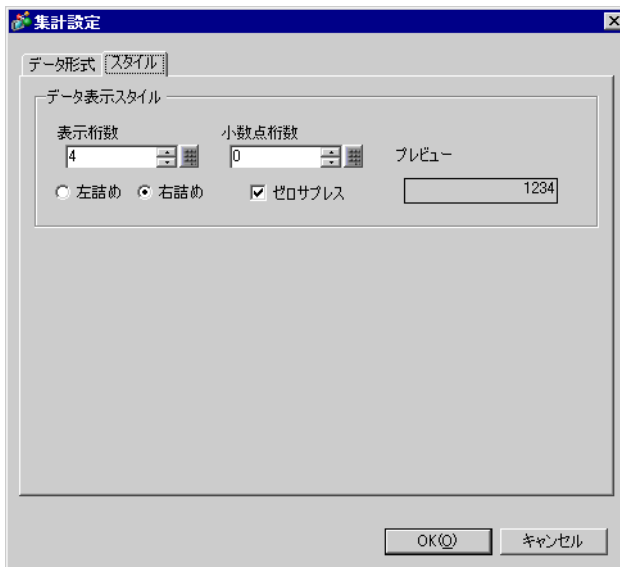 集計設定
データ形式 スタイル
データ表示スタイル
表示桁数 小数点桁数
4 0 プレビュー
左詰め 右詰め ゼロサプレス 1234
OK(O) キャンセル